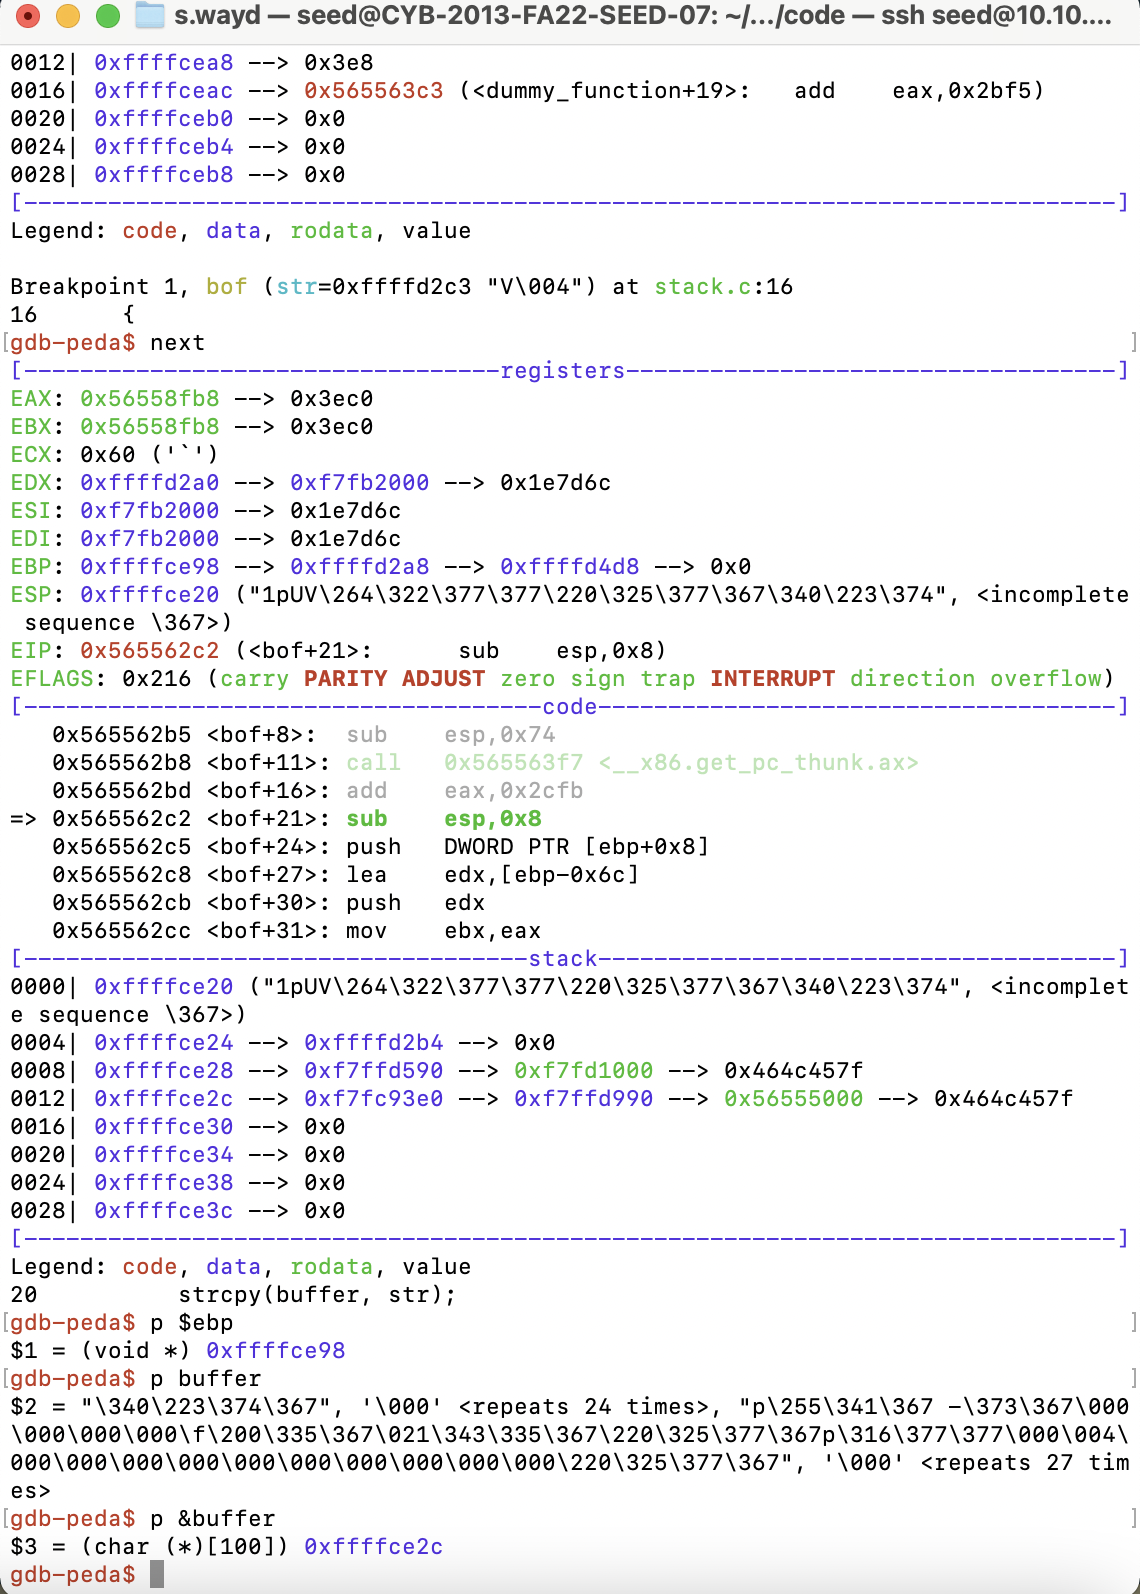 s.wayd — seed@CYB-2013-FA22-SEED-07: ~/.../code — ssh seed@10.10....
0012| 0xffffcea8 --> 0x3e8
0016| 0xffffceac --> 0x565563c3 (<dummy_function+19>:   add    eax,0x2bf5)
0020| 0xffffceb0 --> 0x0
0024| 0xffffceb4 --> 0x0
0028| 0xffffceb8 --> 0x0
[------------------------------------------------------------------------------]
Legend: code, data, rodata, value
Breakpoint 1, bof (str=0xffffd2c3 "V\004") at stack.c:16
16      {
[gdb-peda$ next ]
[----------------------------------registers-----------------------------------]
EAX: 0x56558fb8 --> 0x3ec0
EBX: 0x56558fb8 --> 0x3ec0
ECX: 0x60 ('`')
EDX: 0xffffd2a0 --> 0xf7fb2000 --> 0x1e7d6c
ESI: 0xf7fb2000 --> 0x1e7d6c
EDI: 0xf7fb2000 --> 0x1e7d6c
EBP: 0xffffce98 --> 0xffffd2a8 --> 0xffffd4d8 --> 0x0
ESP: 0xffffce20 ("1pUV\264\322\377\377\220\325\377\367\340\223\374", <incomplete
 sequence \367>)
EIP: 0x565562c2 (<bof+21>:      sub    esp,0x8)
EFLAGS: 0x216 (carry PARITY ADJUST zero sign trap INTERRUPT direction overflow)
[-------------------------------------code-------------------------------------]
   0x565562b5 <bof+8>:  sub    esp,0x74
   0x565562b8 <bof+11>: call   0x565563f7 <__x86.get_pc_thunk.ax>
   0x565562bd <bof+16>: add    eax,0x2cfb
=> 0x565562c2 <bof+21>: sub    esp,0x8
   0x565562c5 <bof+24>: push   DWORD PTR [ebp+0x8]
   0x565562c8 <bof+27>: lea    edx,[ebp-0x6c]
   0x565562cb <bof+30>: push   edx
   0x565562cc <bof+31>: mov    ebx,eax
[------------------------------------stack-------------------------------------]
0000| 0xffffce20 ("1pUV\264\322\377\377\220\325\377\367\340\223\374", <incomplet
e sequence \367>)
0004| 0xffffce24 --> 0xffffd2b4 --> 0x0
0008| 0xffffce28 --> 0xf7ffd590 --> 0xf7fd1000 --> 0x464c457f
0012| 0xffffce2c --> 0xf7fc93e0 --> 0xf7ffd990 --> 0x56555000 --> 0x464c457f
0016| 0xffffce30 --> 0x0
0020| 0xffffce34 --> 0x0
0024| 0xffffce38 --> 0x0
0028| 0xffffce3c --> 0x0
[------------------------------------------------------------------------------]
Legend: code, data, rodata, value
20          strcpy(buffer, str);
[gdb-peda$ p $ebp ]
$1 = (void *) 0xffffce98
[gdb-peda$ p buffer ]
$2 = "\340\223\374\367", '\000' <repeats 24 times>, "p\255\341\367 -\373\367\000
\000\000\000\f\200\335\367\021\343\335\367\220\325\377\367p\316\377\377\000\004\
000\000\000\000\000\000\000\000\000\000\220\325\377\367", '\000' <repeats 27 tim
es>
[gdb-peda$ p &buffer ]
$3 = (char (*)[100]) 0xffffce2c
gdb-peda$